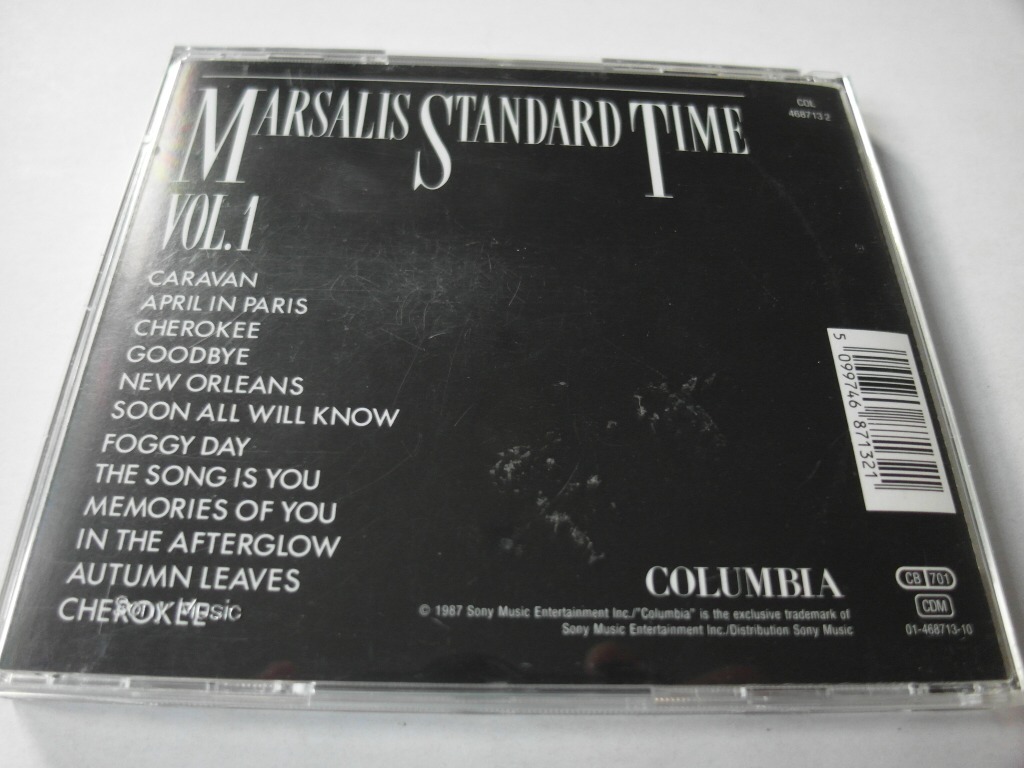 MARSALIS STANDARD TIME
VOL.1
COL
468713 2
CARAVAN
APRIL IN PARIS
CHEROKEE
GOODBYE
NEW ORLEANS
SOON ALL WILL KNOW
FOGGY DAY
THE SONG IS YOU
MEMORIES OF YOU
IN THE AFTERGLOW
AUTUMN LEAVES
CHEROKEE
Sony Music
5 099746 871321
COLUMBIA
© 1987 Sony Music Entertainment Inc./"Columbia" is the exclusive trademark of
Sony Music Entertainment Inc./Distribution Sony Music
CB 701
CDM
01-468713-10